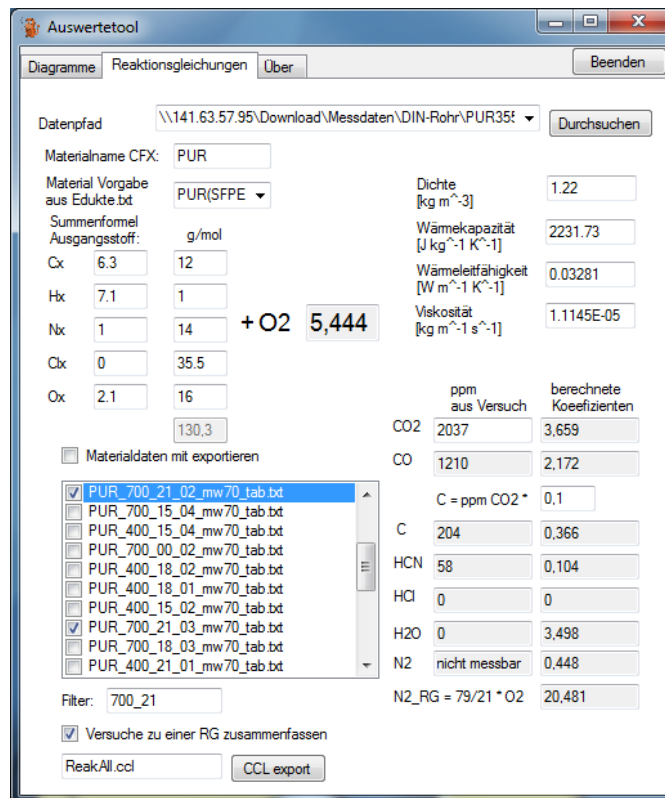 Auswertetool
Diagramme Reaktionsgleichungen Über Beenden
Datenpfad \\141.63.57.95\Download\Messdaten\DIN-Rohr\PUR355 Durchsuchen
Materialname CFX: PUR
Material Vorgabe
aus Edukte.txt PUR(SFPE
Dichte
[kg m^-3] 1.22
Summenformel
Ausgangsstoff: g/mol
Wärmekapazität
[J kg^-1 K^-1] 2231.73
Cx 6.3 12
Wärmeleitfähigkeit
[W m^-1 K^-1] 0.03281
Hx 7.1 1
Viskosität
[kg m^-1 s^-1] 1.1145E-05
Nx 1 14 + O2 5,444
Clx 0 35.5
Ox 2.1 16
130,3
ppm
aus Versuch
berechnete
Koeefizienten
CO2 2037 3,659
Materialdaten mit exportieren
CO 1210 2,172
C = ppm CO2 * 0,1
C 204 0,366
HCN 58 0,104
HCl 0 0
H2O 0 3,498
N2 nicht messbar 0,448
N2_RG = 79/21 * O2 20,481
PUR_700_21_02_mw70_tab.txt
PUR_700_15_04_mw70_tab.txt
PUR_400_15_04_mw70_tab.txt
PUR_700_00_02_mw70_tab.txt
PUR_400_18_02_mw70_tab.txt
PUR_400_18_01_mw70_tab.txt
PUR_400_15_02_mw70_tab.txt
PUR_700_21_03_mw70_tab.txt
PUR_700_18_03_mw70_tab.txt
PUR_400_21_01_mw70_tab.txt
Filter: 700_21
Versuche zu einer RG zusammenfassen
ReakAll.ccl CCL export